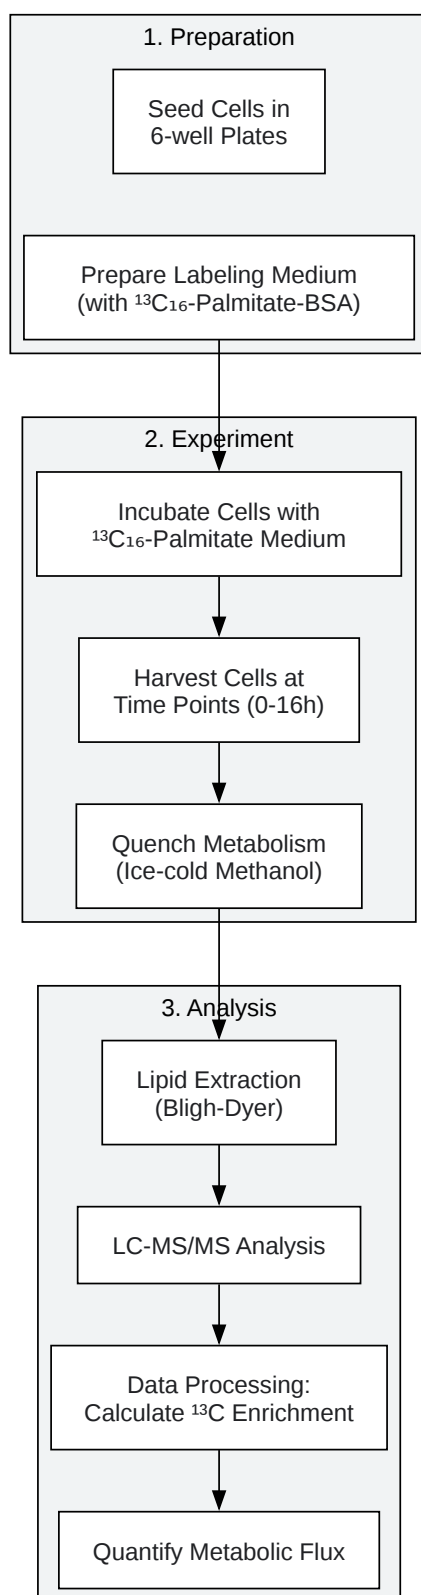 1. Preparation
Seed Cells in
6-well Plates
Prepare Labeling Medium
(with ¹³C₁₆-Palmitate-BSA)
2. Experiment
Incubate Cells with
¹³C₁₆-Palmitate Medium
Harvest Cells at
Time Points (0-16h)
Quench Metabolism
(Ice-cold Methanol)
3. Analysis
Lipid Extraction
(Bligh-Dyer)
LC-MS/MS Analysis
Data Processing:
Calculate ¹³C Enrichment
Quantify Metabolic Flux